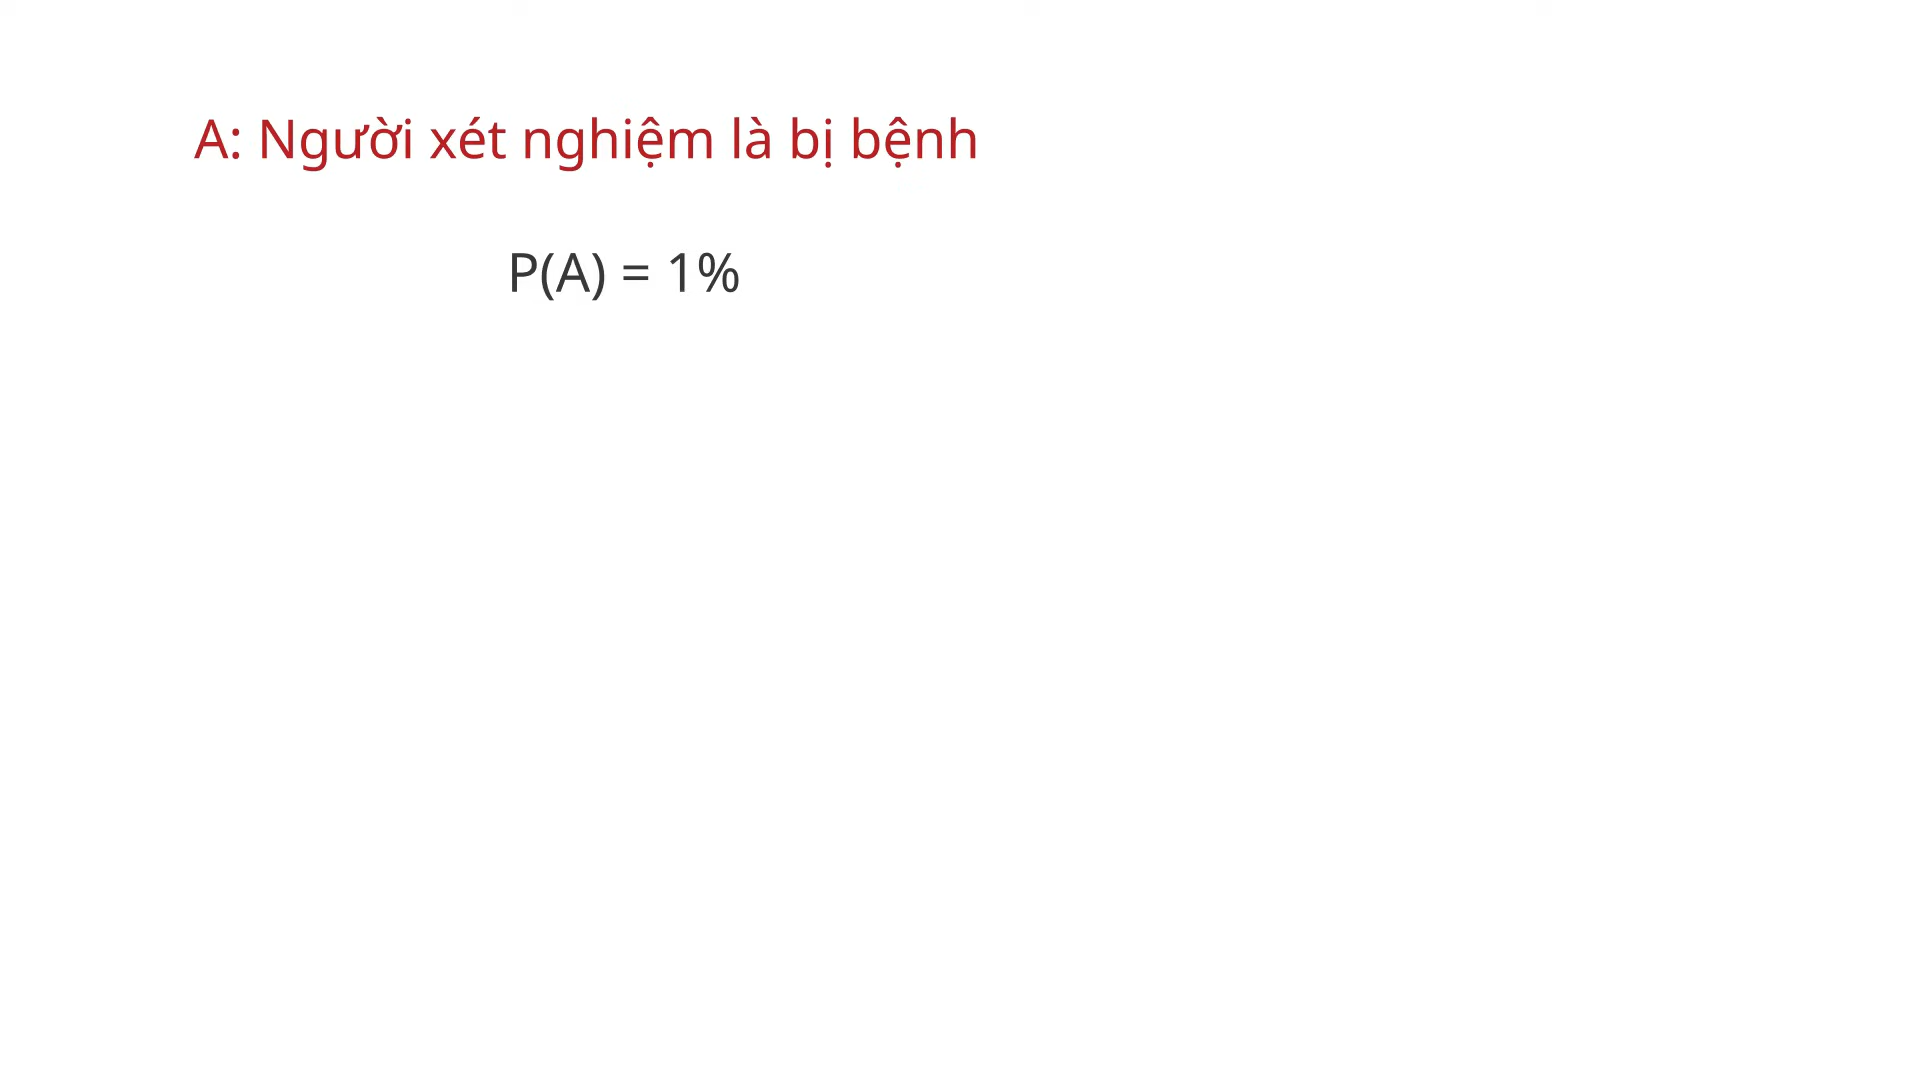 A: Người xét nghiệm là bị bệnh
P(A) = 1%